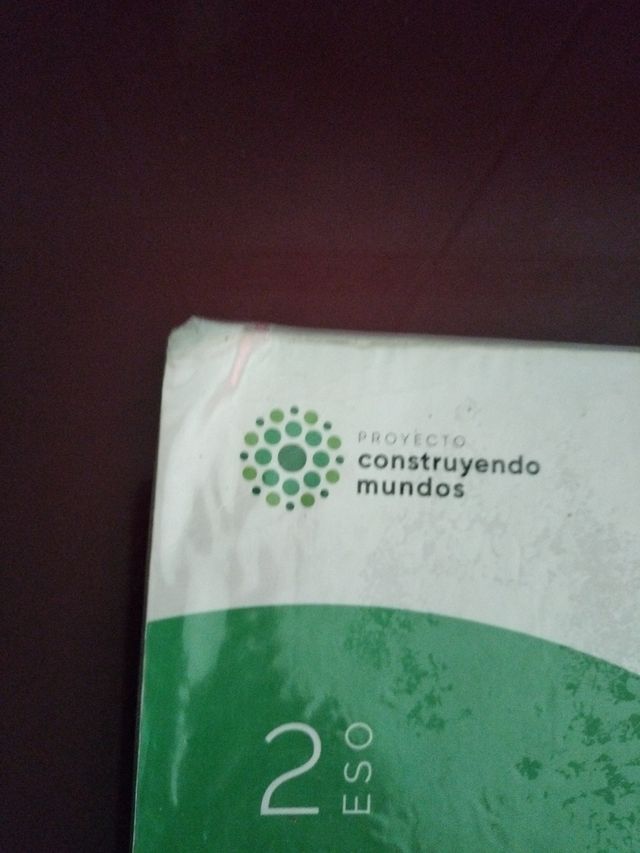 PROYECTO
construyendo
mundos
2 ESO